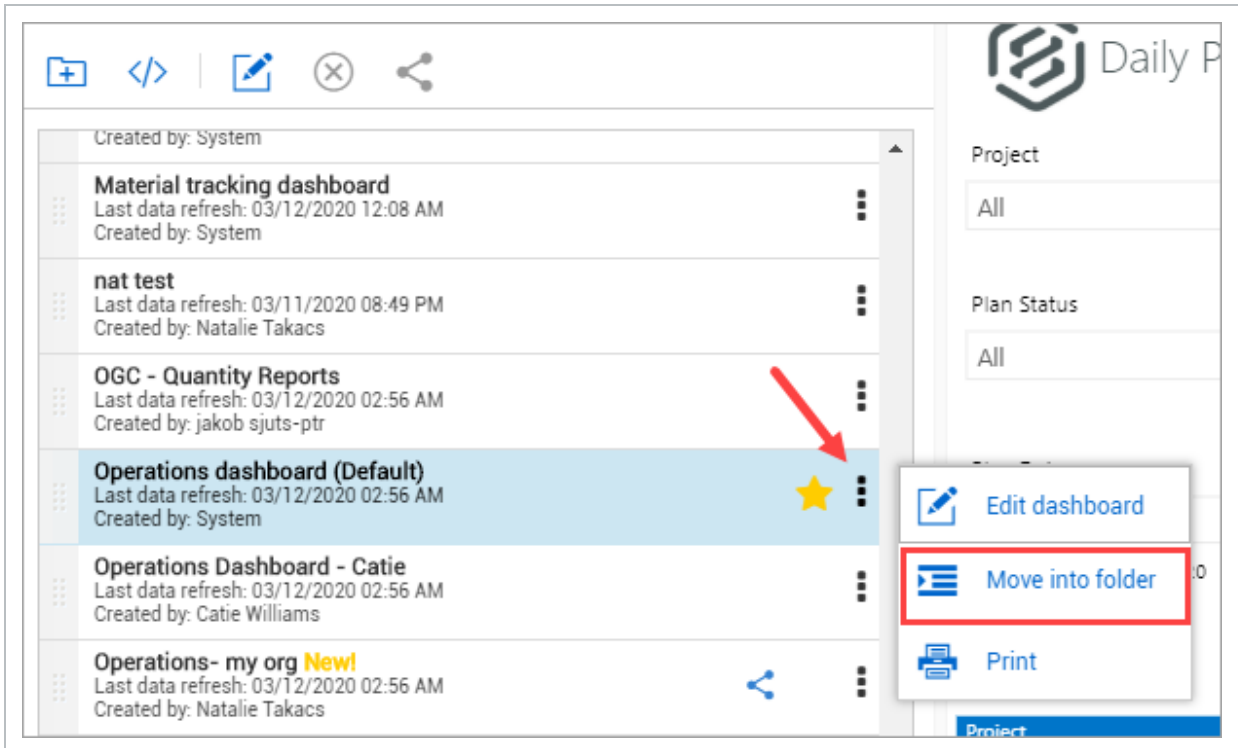 Created by: System
Material tracking dashboard
Last data refresh: 03/12/2020 12:08 AM
Created by: System
nat test
Last data refresh: 03/11/2020 08:49 PM
Created by: Natalie Takacs
OGC - Quantity Reports
Last data refresh: 03/12/2020 02:56 AM
Created by: jakob sjuts-ptr
Operations dashboard (Default)
Last data refresh: 03/12/2020 02:56 AM
Created by: System
Operations Dashboard - Catie
Last data refresh: 03/12/2020 02:56 AM
Created by: Catie Williams
Operations- my org New!
Last data refresh: 03/12/2020 02:56 AM
Created by: Natalie Takacs
Daily P
Project
All
Plan Status
All
Edit dashboard
Move into folder
Print
Project